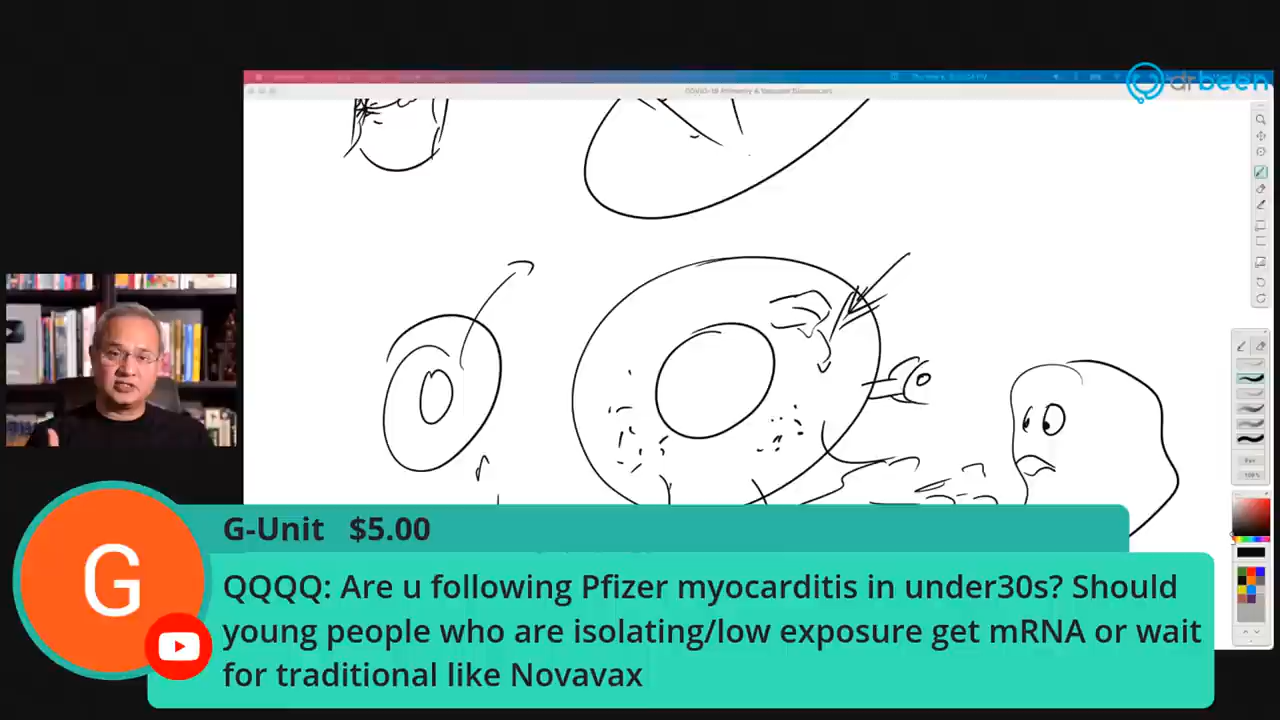 drbeen
G-Unit $5.00
G
QQQQ: Are u following Pfizer myocarditis in under30s? Should
young people who are isolating/low exposure get mRNA or wait
for traditional like Novavax